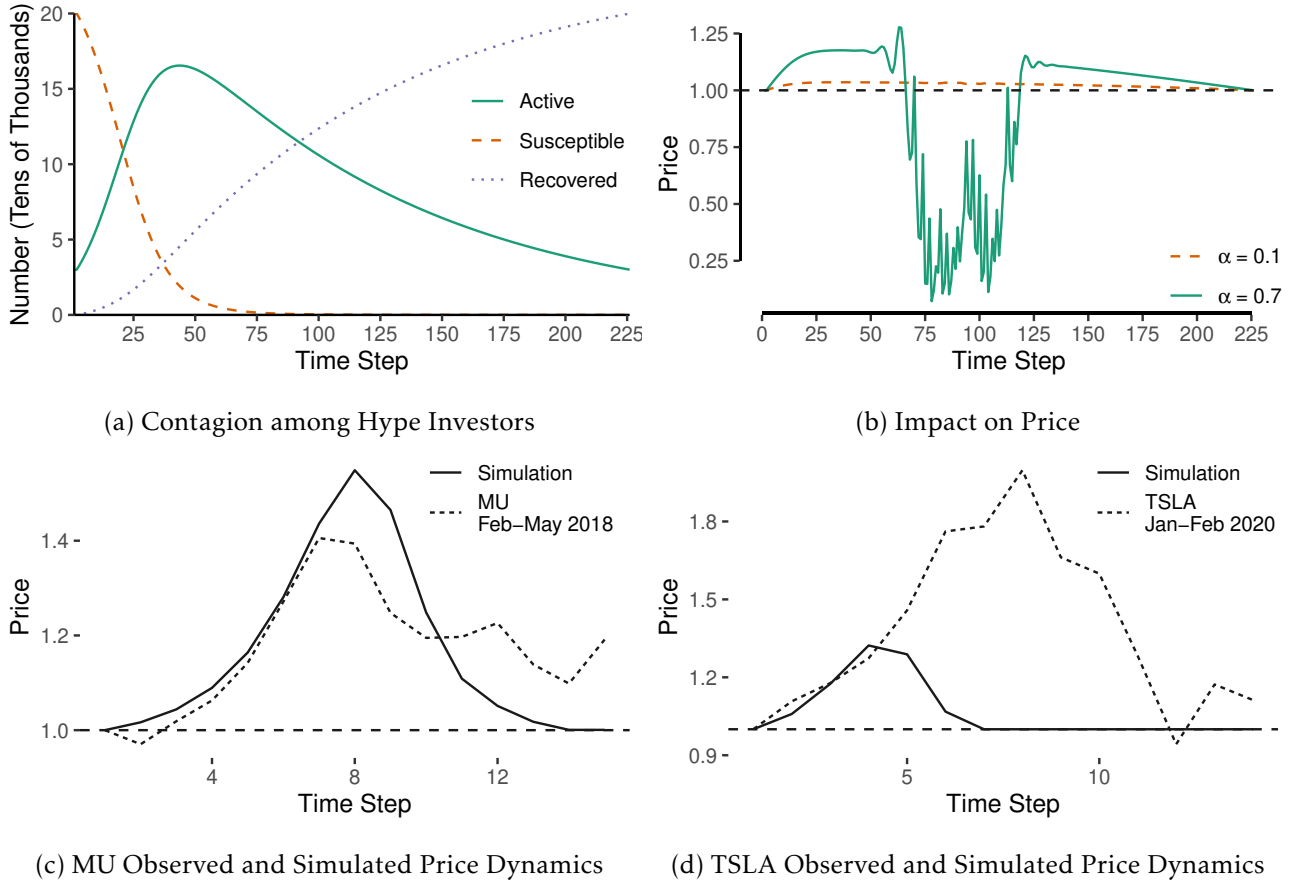 Number (Tens of Thousands)
20
15
10
5
0
25 50 75 100 125 150 175 200 225
Time Step
Active
Susceptible
Recovered
(a) Contagion among Hype Investors
Price
1.25
1.00
0.75
0.50
0.25
0 25 50 75 100 125 150 175 200 225
Time Step
α = 0.1
α = 0.7
(b) Impact on Price
Price
1.4
1.2
1.0
4 8 12
Time Step
Simulation
MU
Feb−May 2018
(c) MU Observed and Simulated Price Dynamics
Price
1.8
1.5
1.2
0.9
5 10
Time Step
Simulation
TSLA
Jan−Feb 2020
(d) TSLA Observed and Simulated Price Dynamics